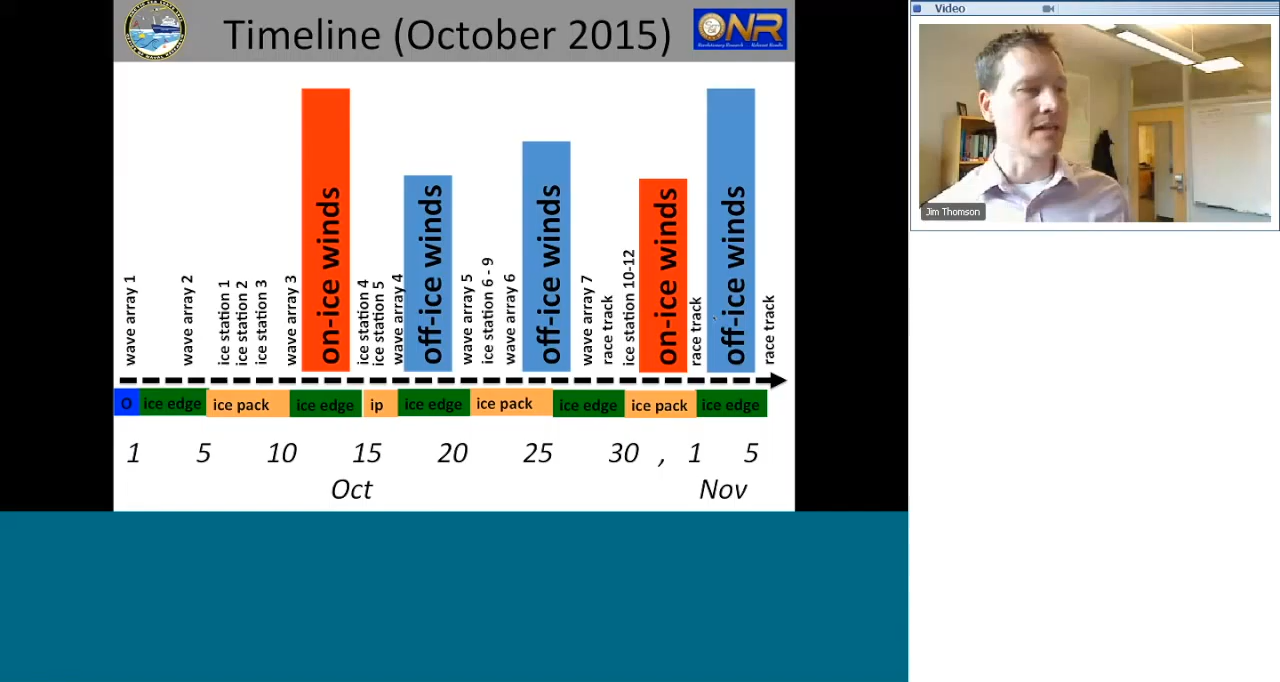 Timeline (October 2015)
ONR
Revolutionary Research
Relevant Results
Video
Jim Thomson
wave array 1
wave array 2
ice station 1
ice station 2
ice station 3
wave array 3
on-ice winds
ice station 4
ice station 5
wave array 4
off-ice winds
wave array 5
ice station 6 - 9
wave array 6
off-ice winds
wave array 7
race track
ice station 10-12
on-ice winds
race track
off-ice winds
race track
O ice edge ice pack ice edge ip ice edge ice pack ice edge ice pack ice edge
1 5 10 15 20 25 30 , 1 5
Oct Nov